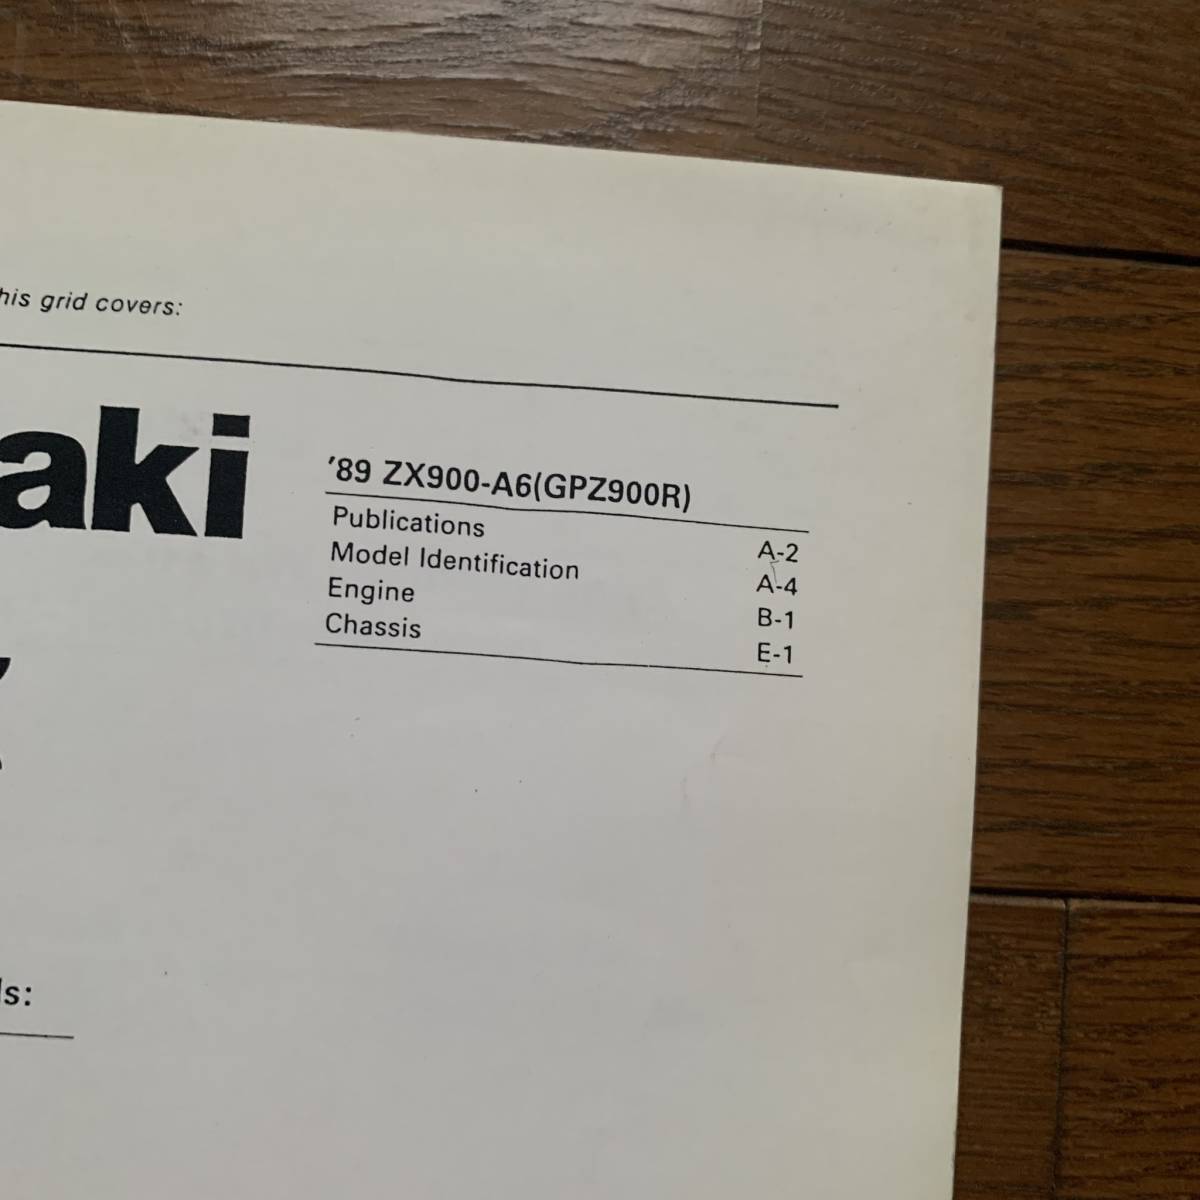 his grid covers:
aki
'89 ZX900-A6(GPZ900R)
Publications A-2
Model Identification A-4
Engine B-1
Chassis E-1
ls: